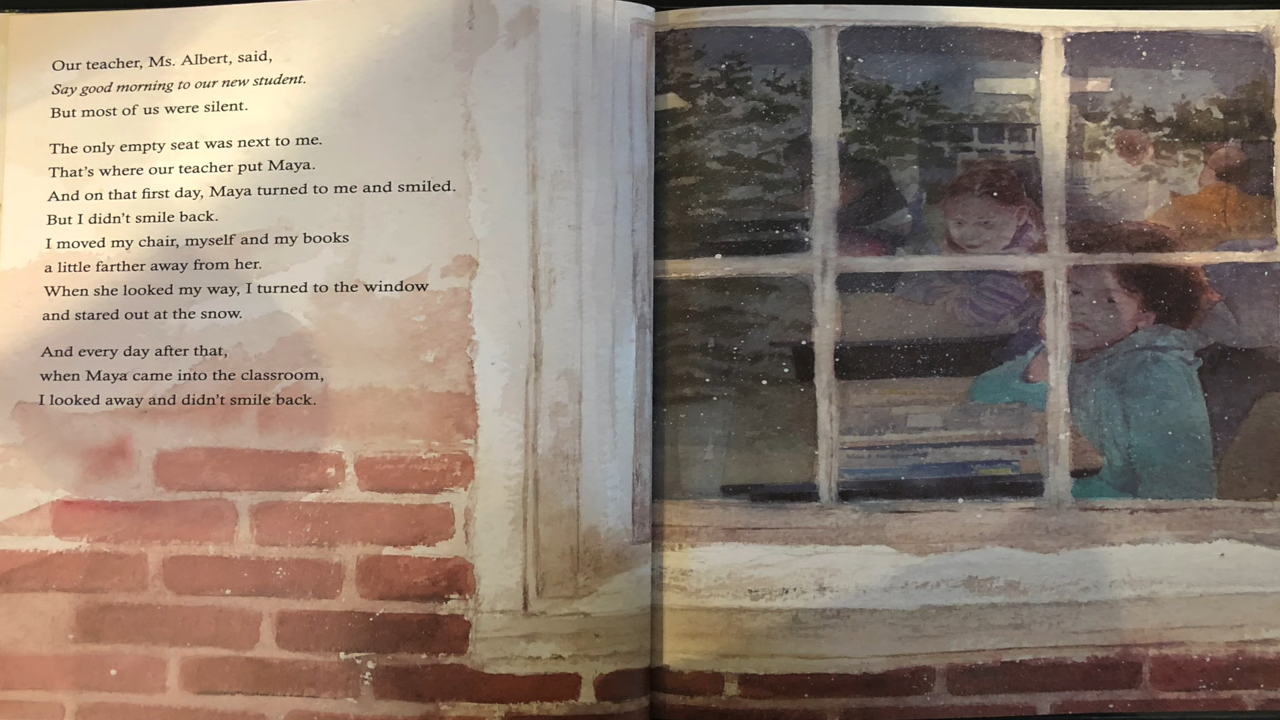 Our teacher, Ms. Albert, said,
Say good morning to our new student.
But most of us were silent.
The only empty seat was next to me.
That's where our teacher put Maya.
And on that first day, Maya turned to me and smiled.
But I didn't smile back.
I moved my chair, myself and my books
a little farther away from her.
When she looked my way, I turned to the window
and stared out at the snow.
And every day after that,
when Maya came into the classroom,
I looked away and didn't smile back.